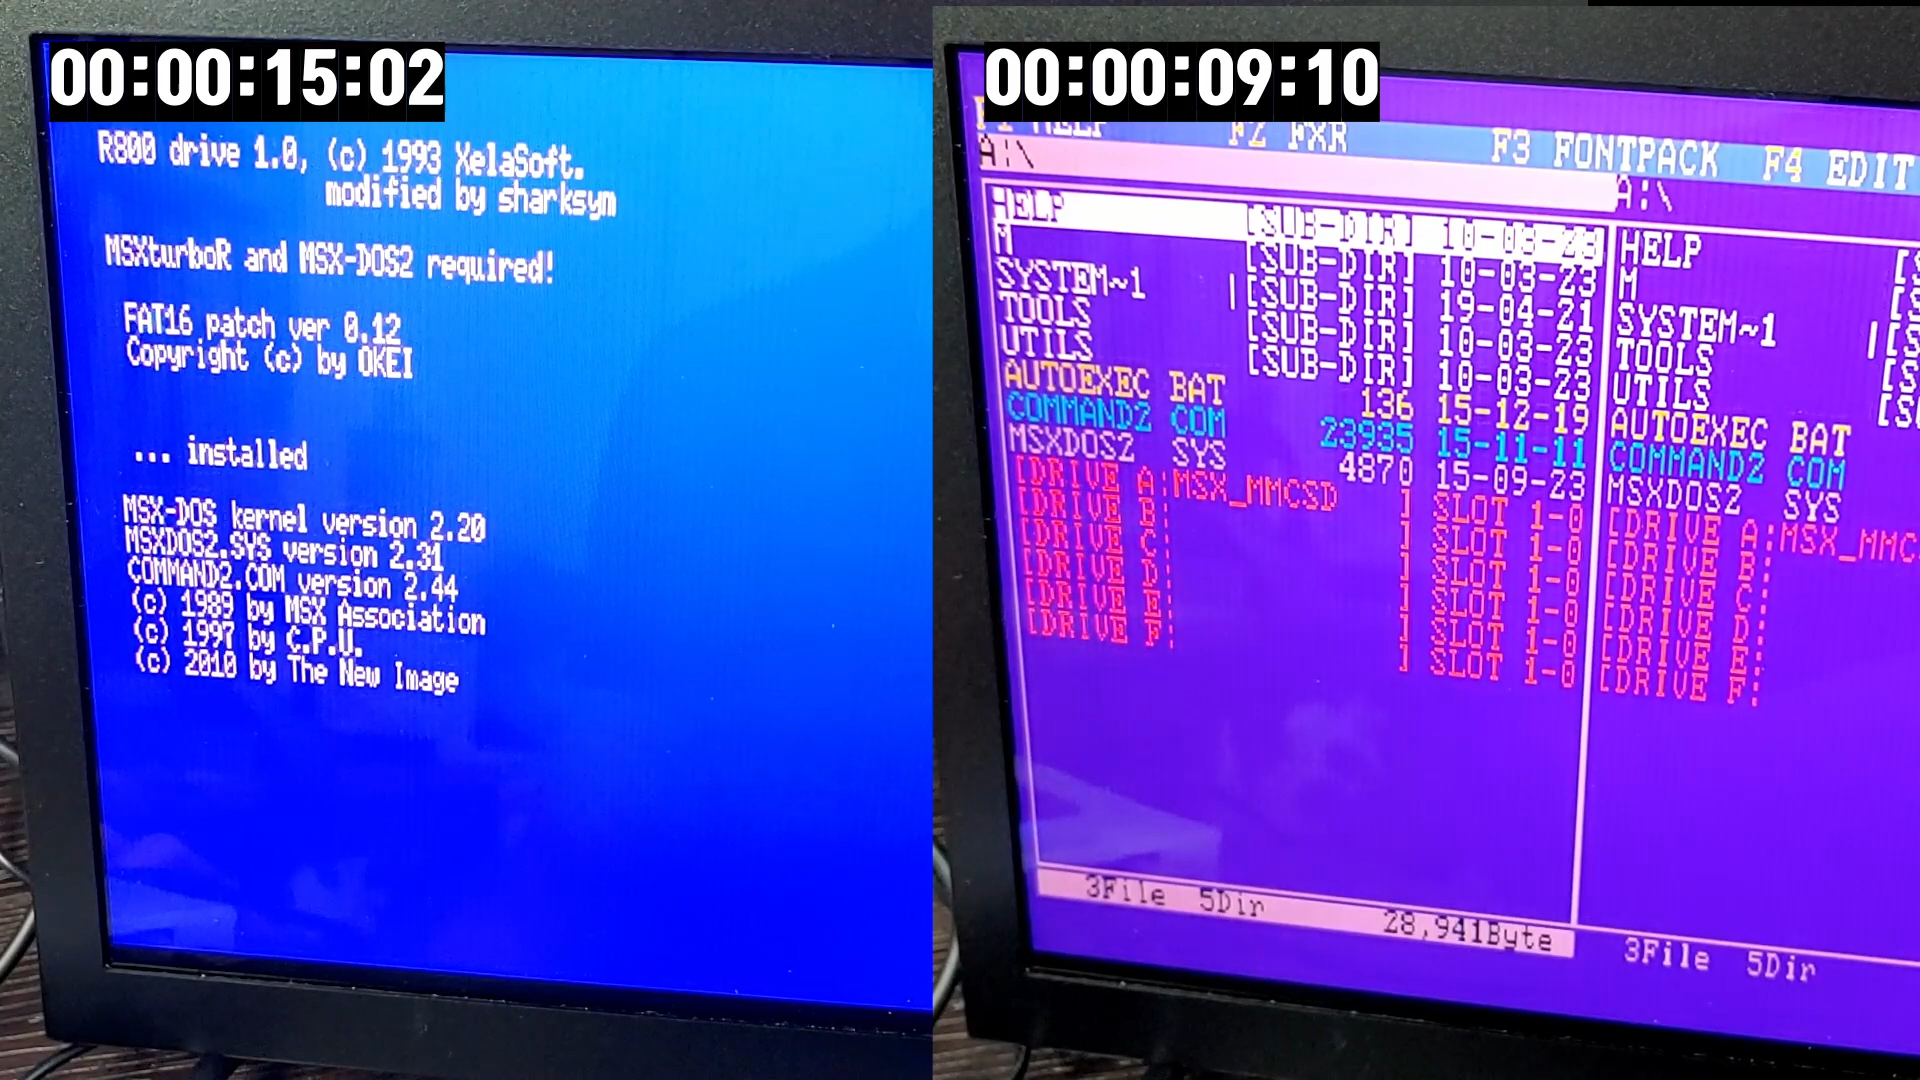 00:00:15:02
R800 drive 1.0, (c) 1993 XelaSoft.
modified by sharksym
MSXturboR and MSX-DOS2 required!
FAT16 patch ver 0.12
Copyright (c) by OKEI
... installed
MSX-DOS kernel version 2.20
MSXDOS2.SYS version 2.31
COMMAND2.COM version 2.44
(c) 1989 by MSX Association
(c) 1997 by C.P.U.
(c) 2010 by The New Image
00:00:09:10
F1 HELP F2 FXR F3 FONTPACK F4 EDIT
A:\
HELP [SUB-DIR] 10-03-23
M [SUB-DIR] 10-03-23
SYSTEM~1 |[SUB-DIR] 19-04-21
TOOLS [SUB-DIR] 10-03-23
UTILS [SUB-DIR] 10-03-23
AUTOEXEC BAT 136 15-12-19
COMMAND2 COM 23935 15-11-11
MSXDOS2 SYS 4870 15-09-23
[DRIVE A:MSX_MMCSD ] SLOT 1-0
[DRIVE B: ] SLOT 1-0
[DRIVE C: ] SLOT 1-0
[DRIVE D: ] SLOT 1-0
[DRIVE E: ] SLOT 1-0
[DRIVE F: ] SLOT 1-0
3File 5Dir 28,941Byte
A:\
HELP [S
M [S
SYSTEM~1 |[S
TOOLS [S
UTILS [S
AUTOEXEC BAT
COMMAND2 COM
MSXDOS2 SYS
[DRIVE A:MSX_MMC
[DRIVE B:
[DRIVE C:
[DRIVE D:
[DRIVE E:
[DRIVE F:
3File 5Dir